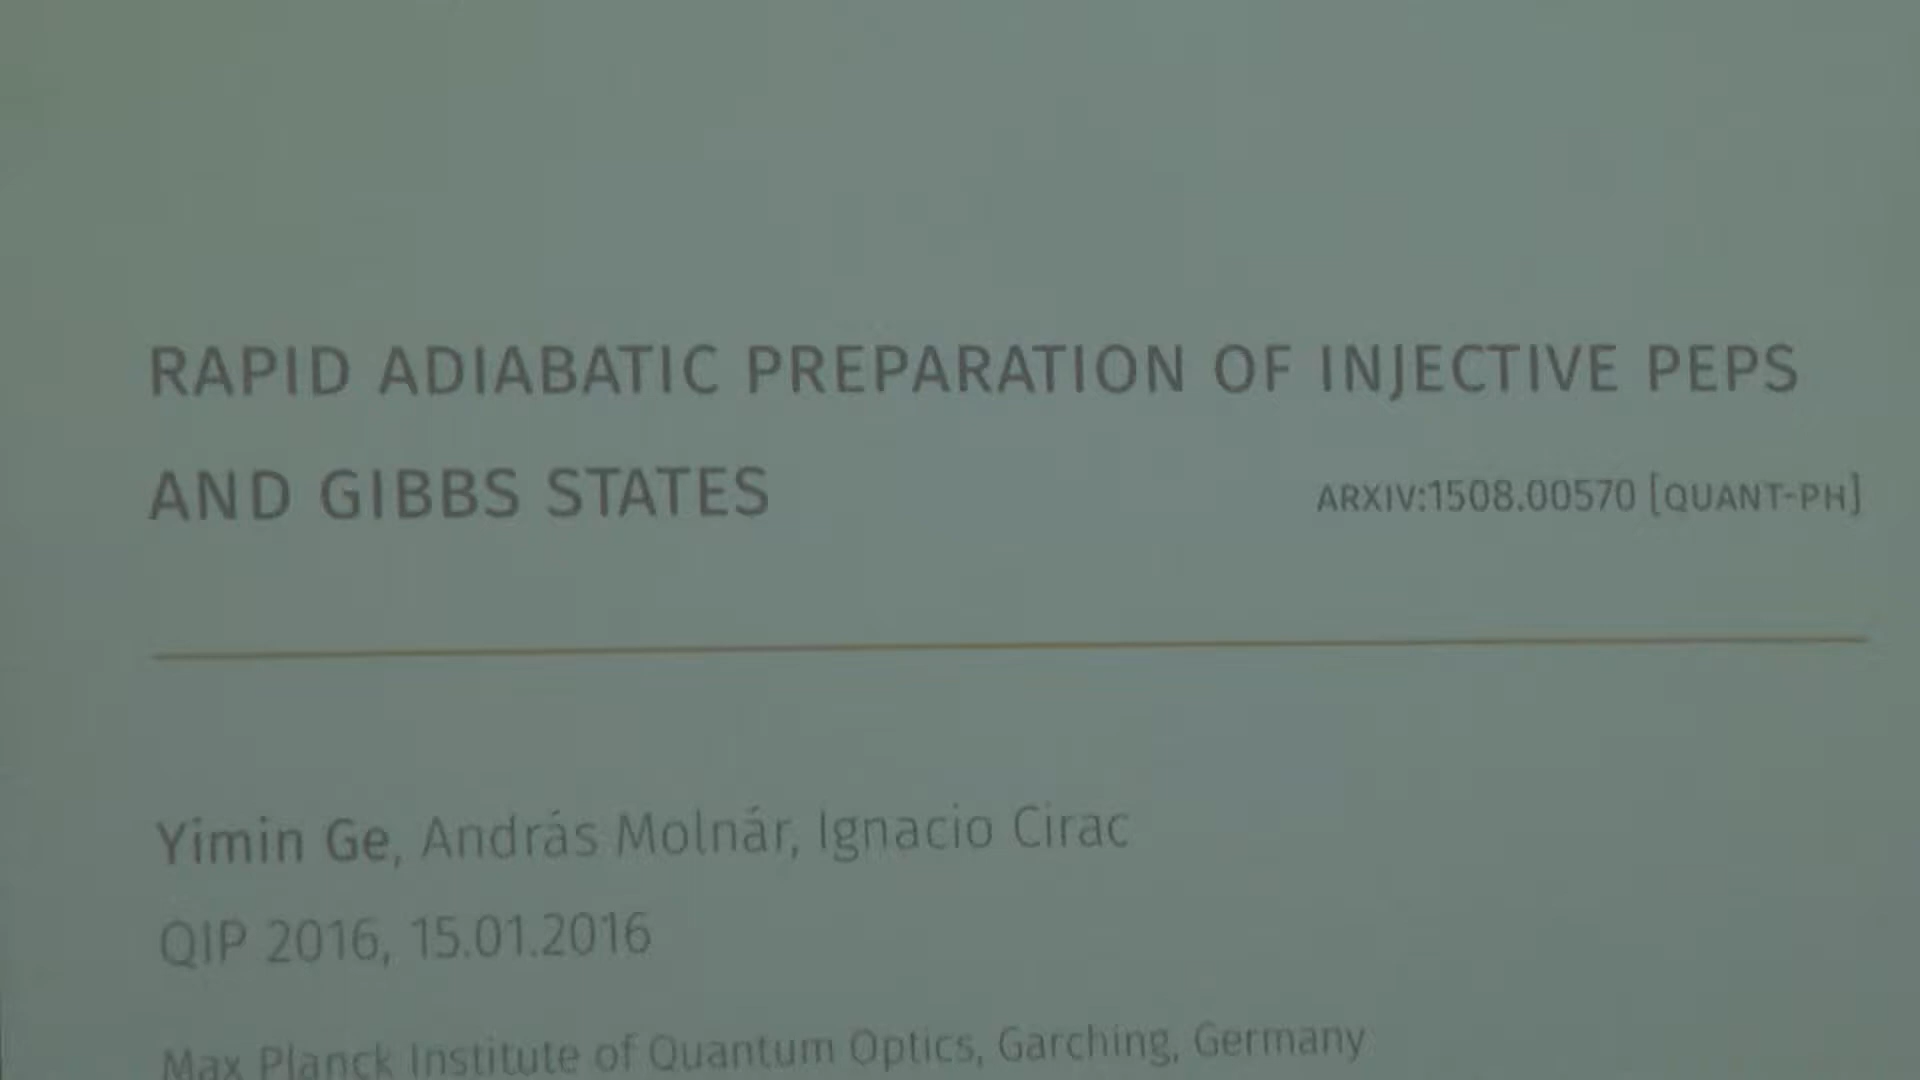 RAPID ADIABATIC PREPARATION OF INJECTIVE PEPS
AND GIBBS STATES
ARXIV:1508.00570 [QUANT-PH]
Yimin Ge, András Molnár, Ignacio Cirac
QIP 2016, 15.01.2016
Max Planck Institute of Quantum Optics, Garching, Germany